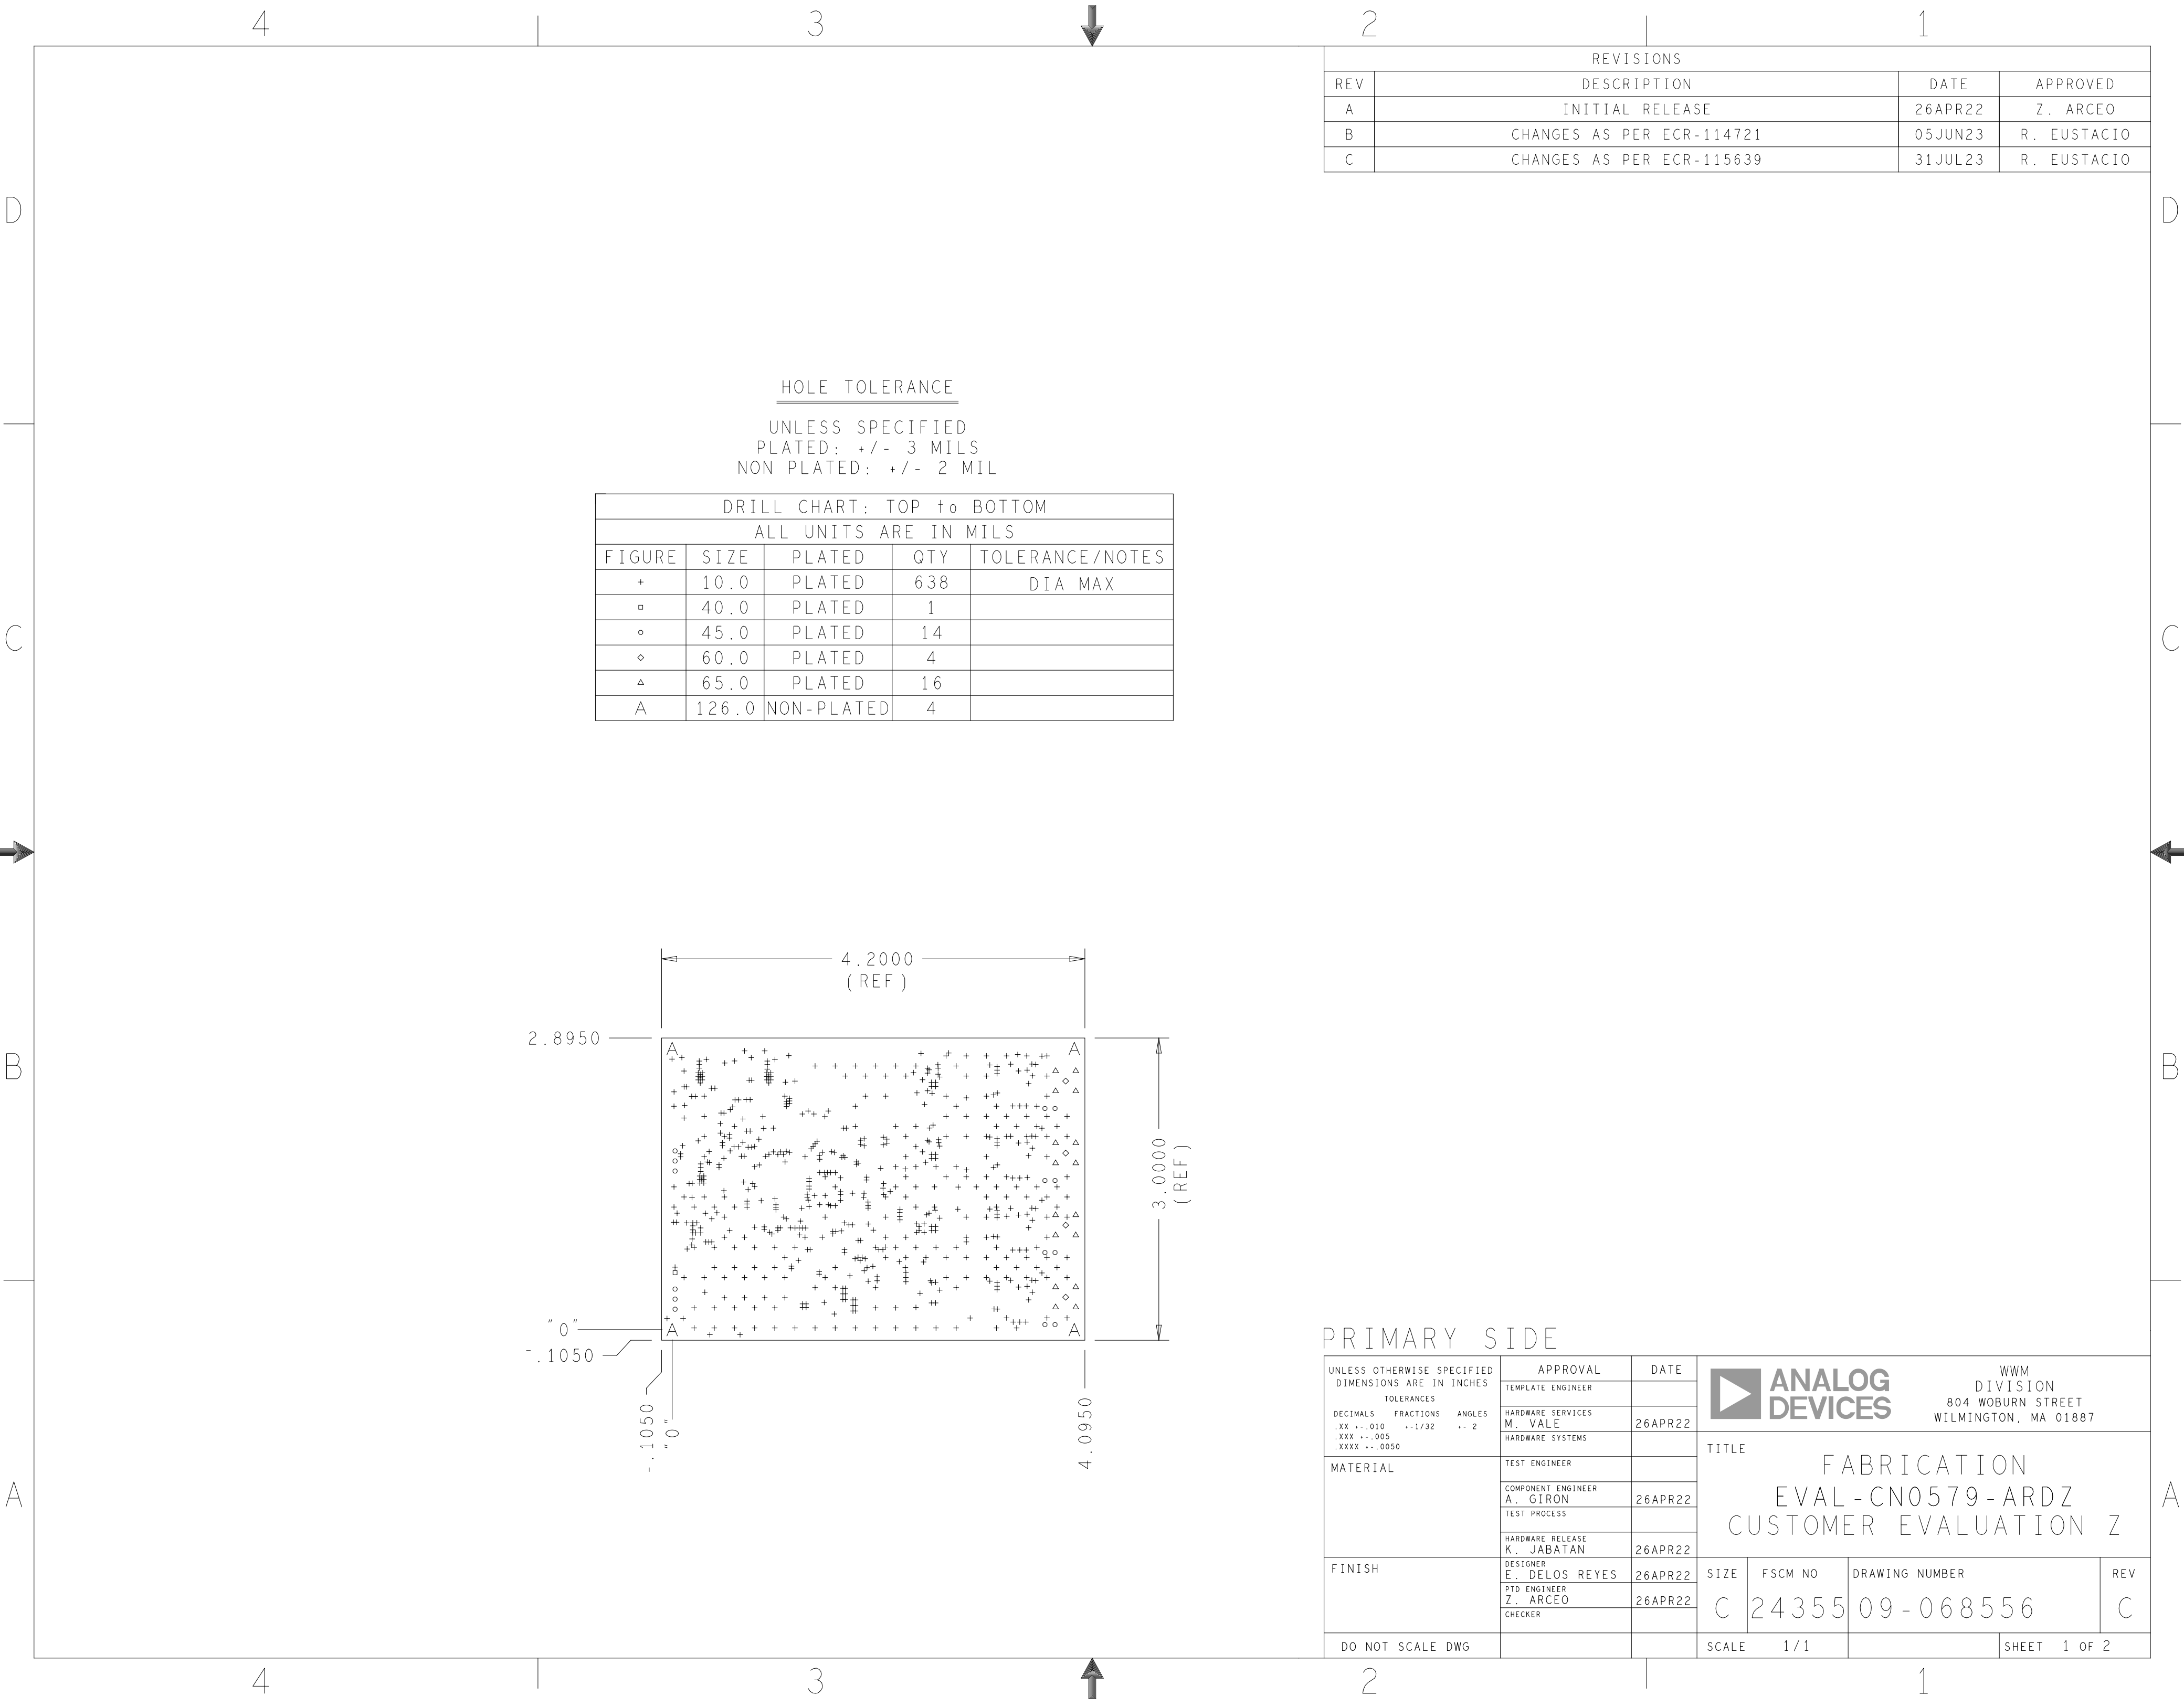 4 3 2 1
REVISIONS
REV DESCRIPTION DATE APPROVED
A INITIAL RELEASE 26APR22 Z. ARCEO
B CHANGES AS PER ECR-114721 05JUN23 R. EUSTACIO
C CHANGES AS PER ECR-115639 31JUL23 R. EUSTACIO
D D
HOLE TOLERANCE
UNLESS SPECIFIED
PLATED: +/- 3 MILS
NON PLATED: +/- 2 MIL
DRILL CHART: TOP to BOTTOM
ALL UNITS ARE IN MILS
FIGURE SIZE PLATED QTY TOLERANCE/NOTES
+ 10.0 PLATED 638 DIA MAX
40.0 PLATED 1
45.0 PLATED 14
60.0 PLATED 4
65.0 PLATED 16
A 126.0 NON-PLATED 4
C C
4.2000
(REF)
2.8950
A A
B B
3.0000
(REF)
"0"
A A
-.1050
-.1050
"0"
4.0950
PRIMARY SIDE
UNLESS OTHERWISE SPECIFIED
DIMENSIONS ARE IN INCHES
TOLERANCES
DECIMALS FRACTIONS ANGLES
.XX +-.010 +-1/32 +- 2
.XXX +-.005
.XXXX +-.0050
MATERIAL
FINISH
DO NOT SCALE DWG
APPROVAL DATE
TEMPLATE ENGINEER
HARDWARE SERVICES
M. VALE 26APR22
HARDWARE SYSTEMS
TEST ENGINEER
COMPONENT ENGINEER
A. GIRON 26APR22
TEST PROCESS
HARDWARE RELEASE
K. JABATAN 26APR22
DESIGNER
E. DELOS REYES 26APR22
PTD ENGINEER
Z. ARCEO 26APR22
CHECKER
ANALOG
DEVICES
WWM
DIVISION
804 WOBURN STREET
WILMINGTON, MA 01887
TITLE
FABRICATION
EVAL-CN0579-ARDZ
CUSTOMER EVALUATION Z
SIZE FSCM NO DRAWING NUMBER REV
C 24355 09-068556 C
SCALE 1/1 SHEET 1 OF 2
A A
4 3 2 1